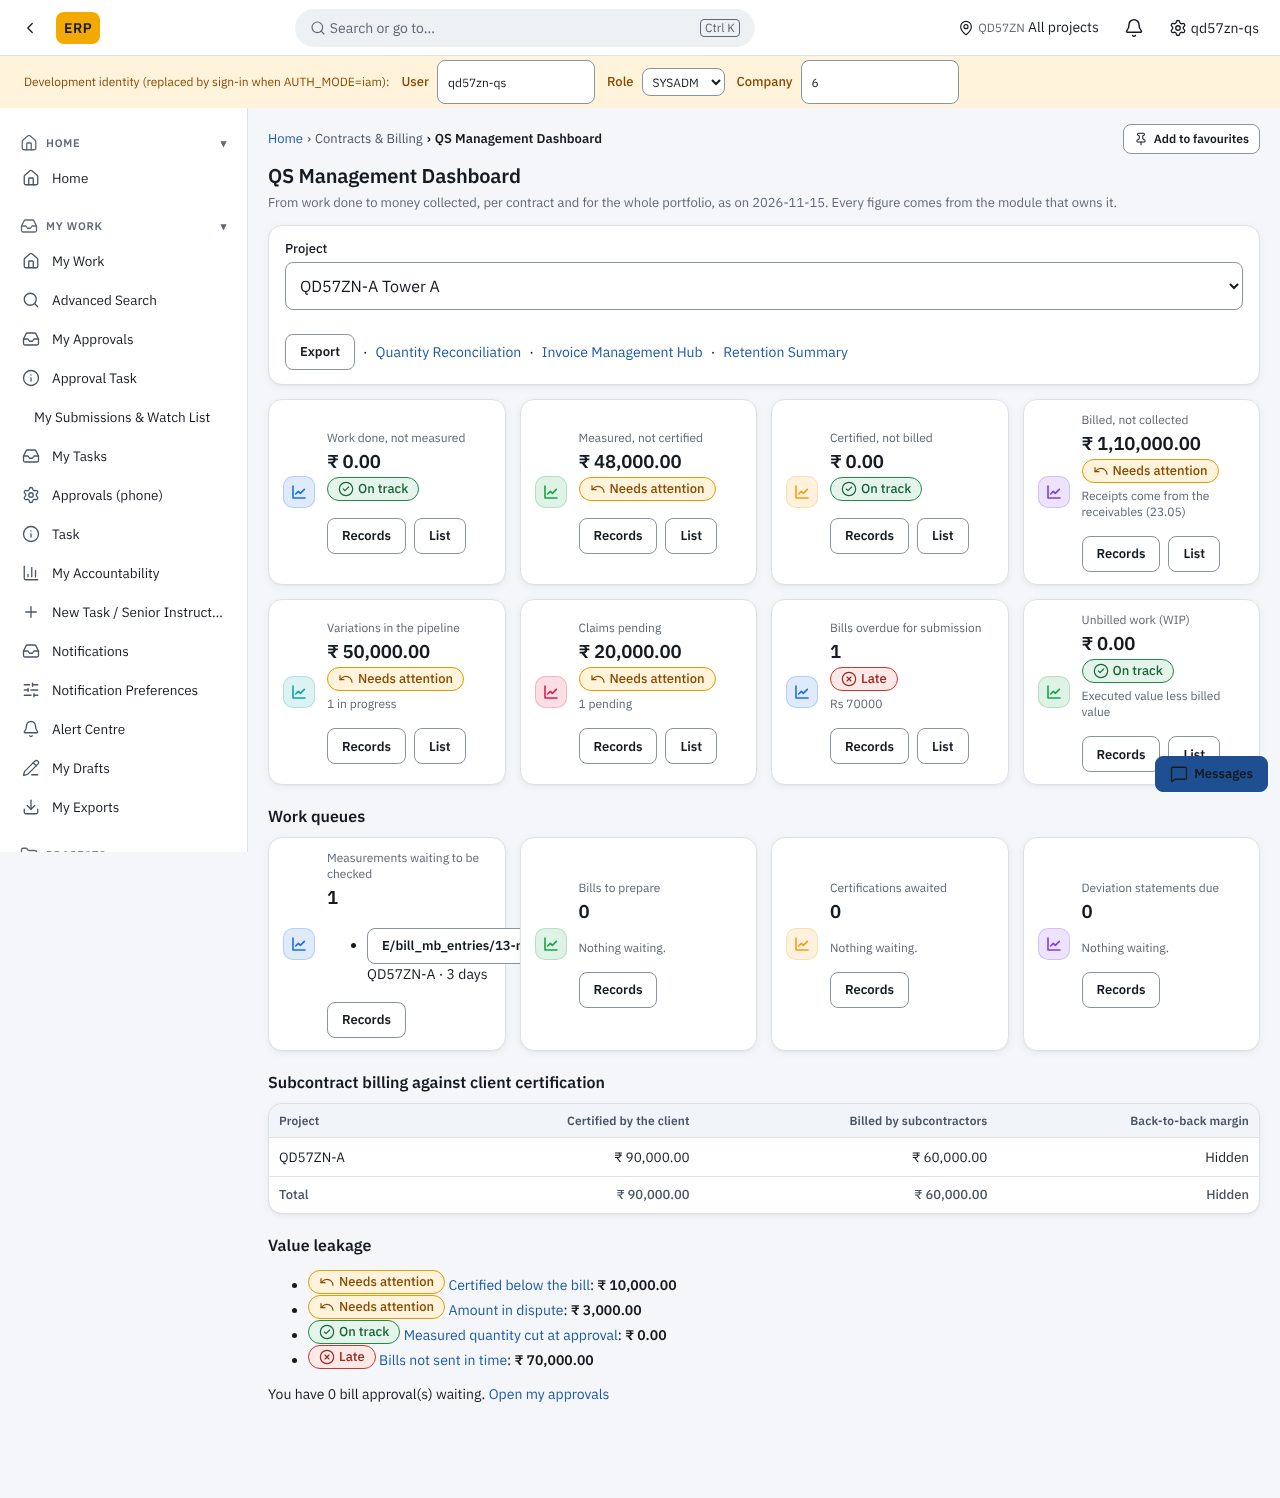 ERP
Search or go to...
Ctrl K
QD57ZN All projects
qd57zn-qs
Development identity (replaced by sign-in when AUTH_MODE=iam):
User
qd57zn-qs
Role
SYSADM
Company
6
HOME
Home
MY WORK
My Work
Advanced Search
My Approvals
Approval Task
My Submissions & Watch List
My Tasks
Approvals (phone)
Task
My Accountability
New Task / Senior Instruct...
Notifications
Notification Preferences
Alert Centre
My Drafts
My Exports
Home › Contracts & Billing › QS Management Dashboard
Add to favourites
QS Management Dashboard
From work done to money collected, per contract and for the whole portfolio, as on 2026-11-15. Every figure comes from the module that owns it.
Project
QD57ZN-A Tower A
Export · Quantity Reconciliation · Invoice Management Hub · Retention Summary
Work done, not measured
₹ 0.00
On track
Records List
Measured, not certified
₹ 48,000.00
Needs attention
Records List
Certified, not billed
₹ 0.00
On track
Records List
Billed, not collected
₹ 1,10,000.00
Needs attention
Receipts come from the
receivables (23.05)
Records List
Variations in the pipeline
₹ 50,000.00
Needs attention
1 in progress
Records List
Claims pending
₹ 20,000.00
Needs attention
1 pending
Records List
Bills overdue for submission
1
Late
Rs 70000
Records List
Unbilled work (WIP)
₹ 0.00
On track
Executed value less billed
value
Records List
Messages
Work queues
Measurements waiting to be
checked
1
• E/bill_mb_entries/13-
QD57ZN-A · 3 days
Records
Bills to prepare
0
Nothing waiting.
Records
Certifications awaited
0
Nothing waiting.
Records
Deviation statements due
0
Nothing waiting.
Records
Subcontract billing against client certification
Project Certified by the client Billed by subcontractors Back-to-back margin
QD57ZN-A ₹ 90,000.00 ₹ 60,000.00 Hidden
Total ₹ 90,000.00 ₹ 60,000.00 Hidden
Value leakage
• Needs attention Certified below the bill: ₹ 10,000.00
• Needs attention Amount in dispute: ₹ 3,000.00
• On track Measured quantity cut at approval: ₹ 0.00
• Late Bills not sent in time: ₹ 70,000.00
You have 0 bill approval(s) waiting. Open my approvals